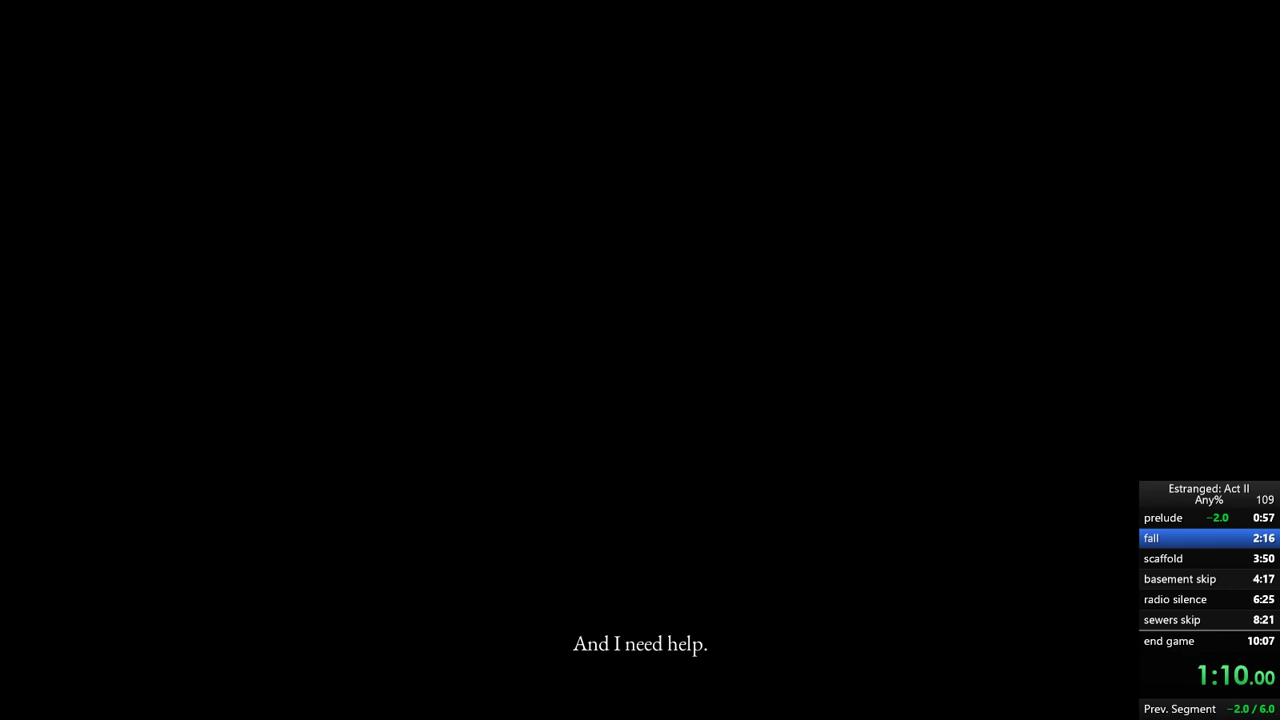 Estranged: Act II
Any% 109
prelude −2.0 0:57
fall 2:16
scaffold 3:50
basement skip 4:17
radio silence 6:25
sewers skip 8:21
end game 10:07
And I need help.
1:10.00
Prev. Segment −2.0 / 6.0